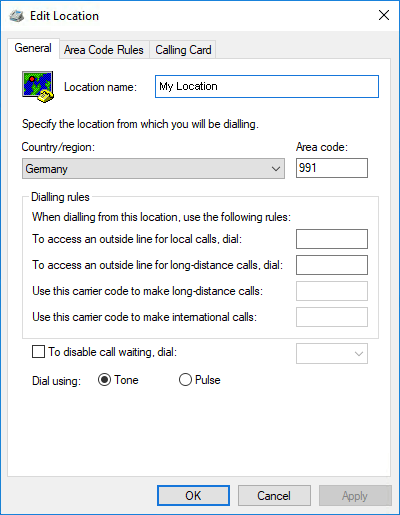 Edit Location
General Area Code Rules Calling Card
Location name: My Location
Specify the location from which you will be dialling.
Country/region: Area code:
Germany 991
Dialling rules
When dialling from this location, use the following rules:
To access an outside line for local calls, dial:
To access an outside line for long-distance calls, dial:
Use this carrier code to make long-distance calls:
Use this carrier code to make international calls:
To disable call waiting, dial:
Dial using: Tone Pulse
OK Cancel Apply